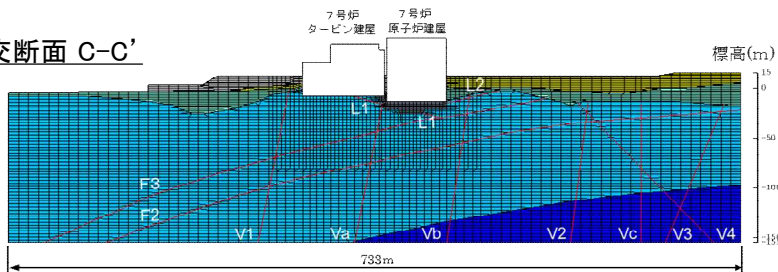 交断面 C-C’
7号炉
タービン建屋
7号炉
原子炉建屋
標高(m)
15
0
-50
-100
L1
L2
L1
F3
F2
V1
Va
Vb
V2
Vc
V3
V4
733m